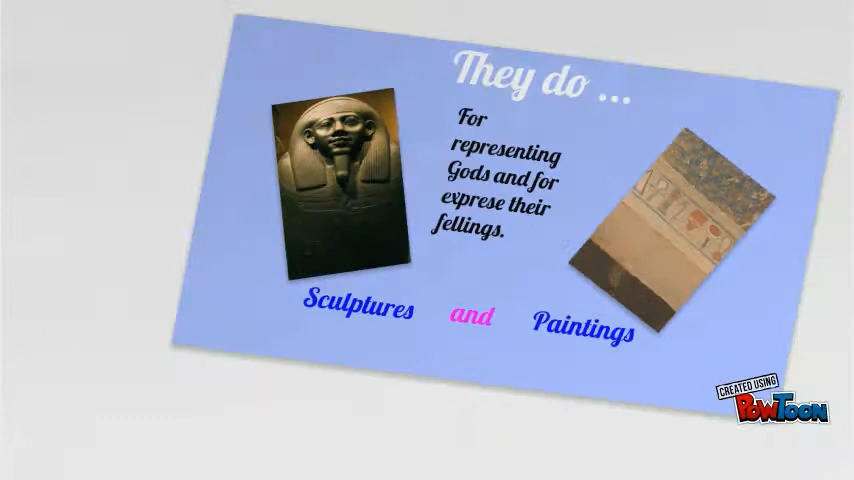 They do ...
For
representing
Gods and for
exprese their
fellings.
Sculptures and Paintings
CREATED USING
POWTOON